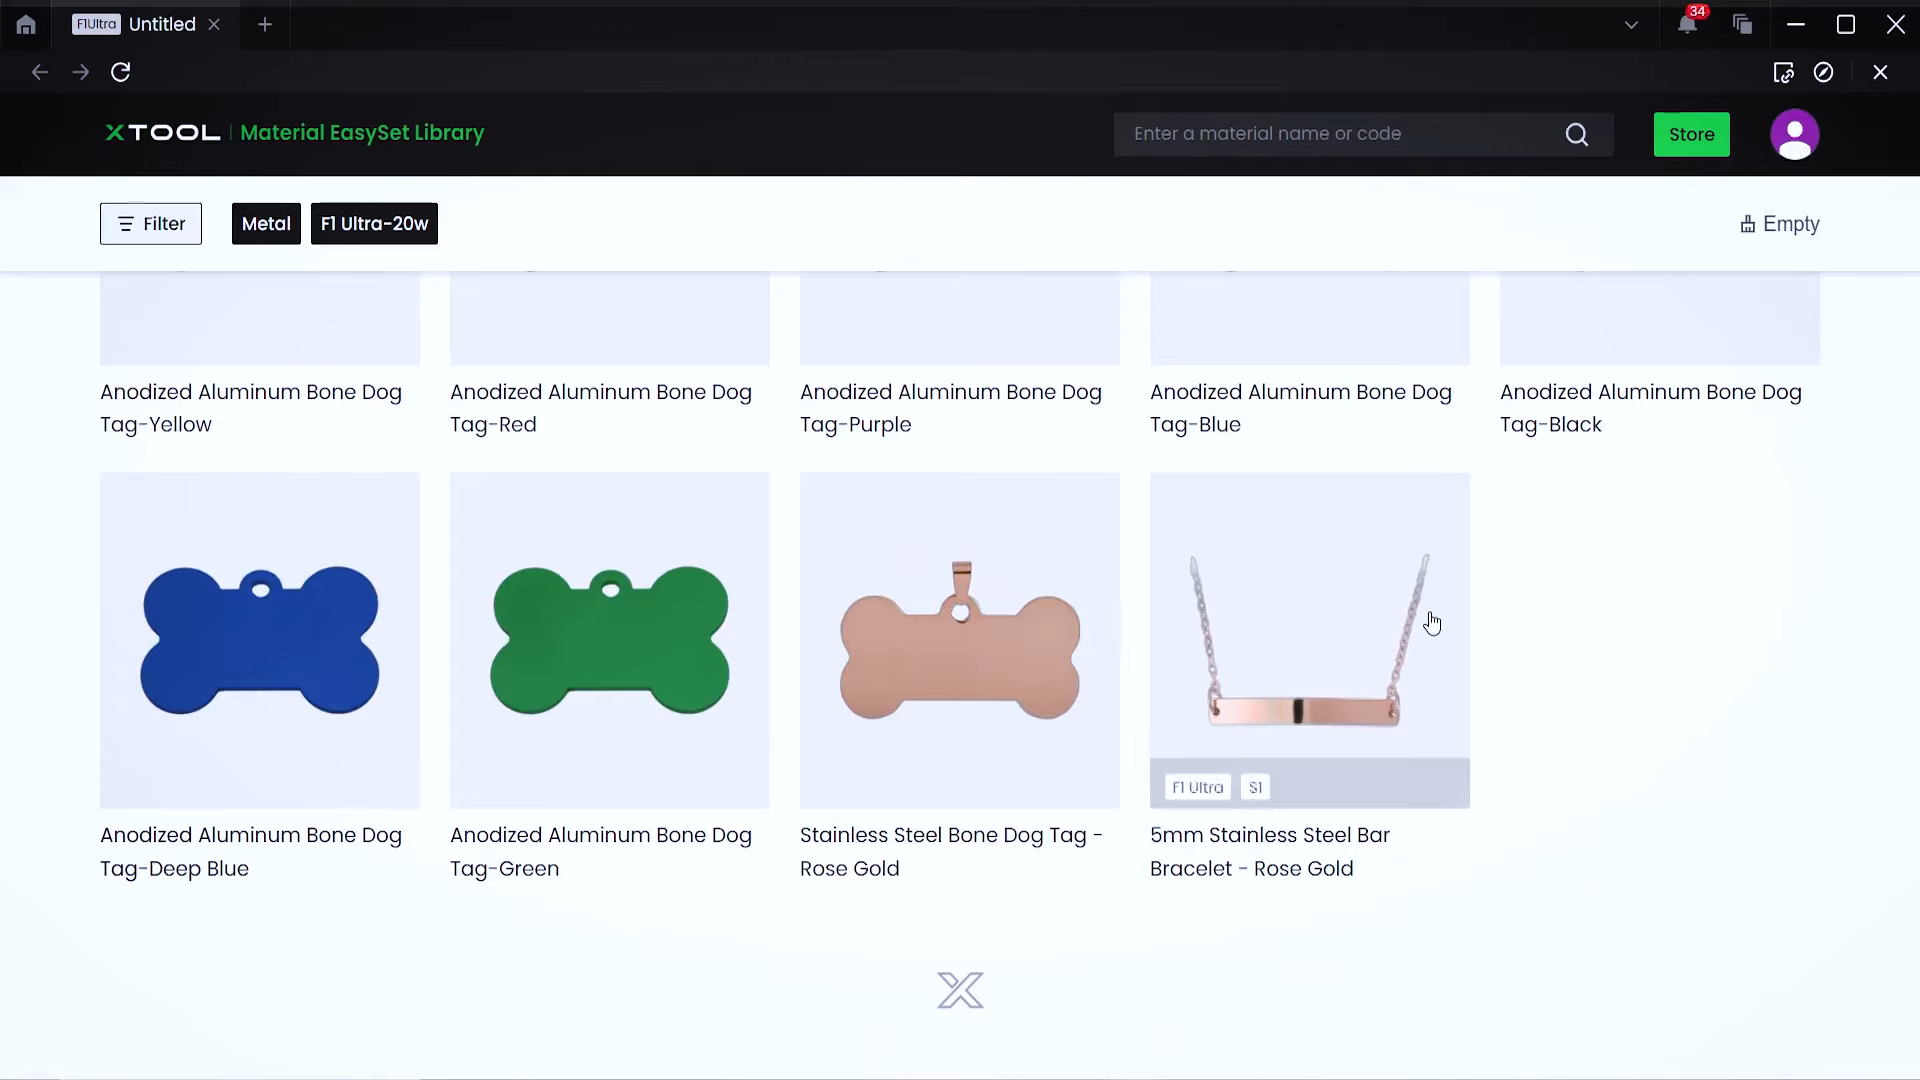 F1Ultra Untitled
34
XTOOL | Material EasySet Library
Enter a material name or code
Store
Filter
Metal
F1 Ultra-20w
Empty
Anodized Aluminum Bone Dog
Tag-Yellow
Anodized Aluminum Bone Dog
Tag-Red
Anodized Aluminum Bone Dog
Tag-Purple
Anodized Aluminum Bone Dog
Tag-Blue
Anodized Aluminum Bone Dog
Tag-Black
F1 Ultra
S1
Anodized Aluminum Bone Dog
Tag-Deep Blue
Anodized Aluminum Bone Dog
Tag-Green
Stainless Steel Bone Dog Tag -
Rose Gold
5mm Stainless Steel Bar
Bracelet - Rose Gold